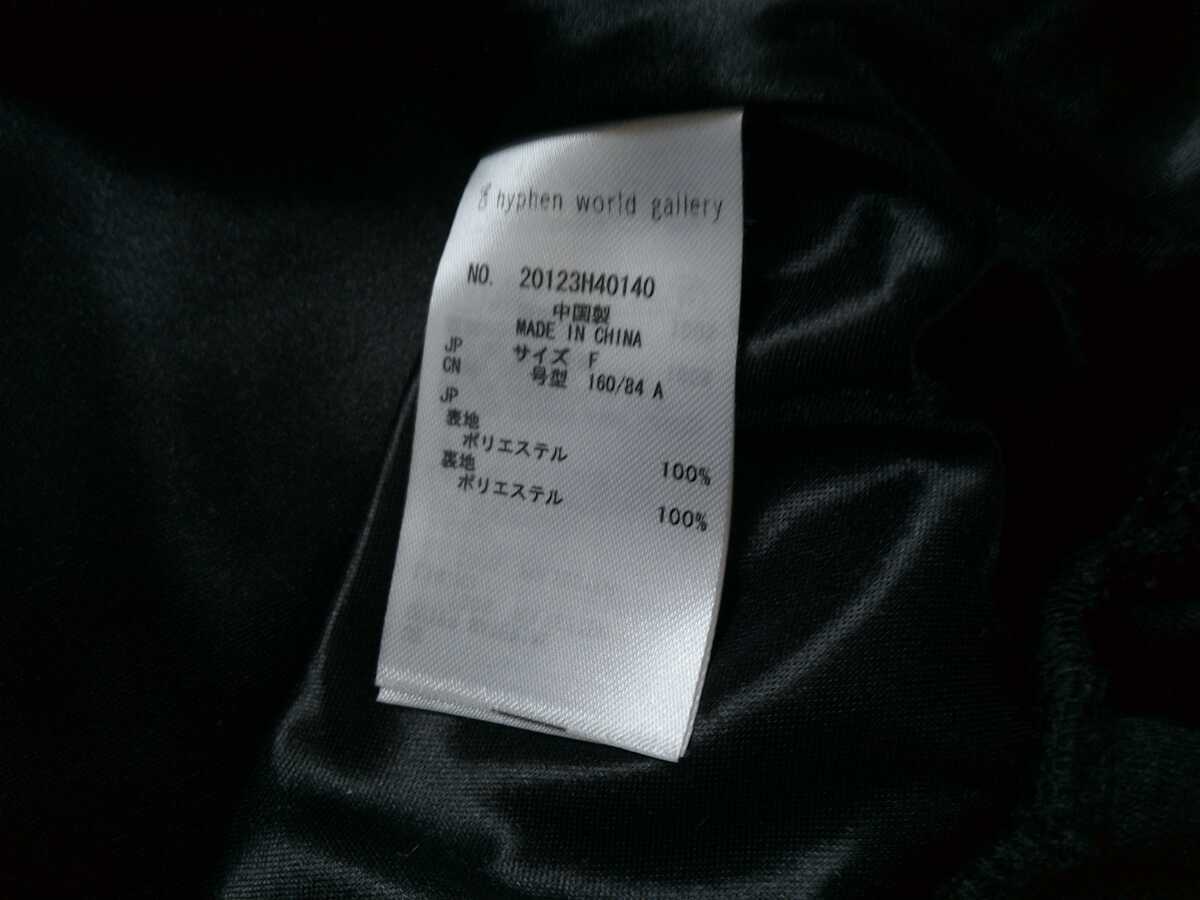 hyphen world gallery
NO. 20123H40140
中国製
MADE IN CHINA
JP サイズ F
CN 号型 160/84 A
JP
表地
ポリエステル 100%
裏地
ポリエステル 100%